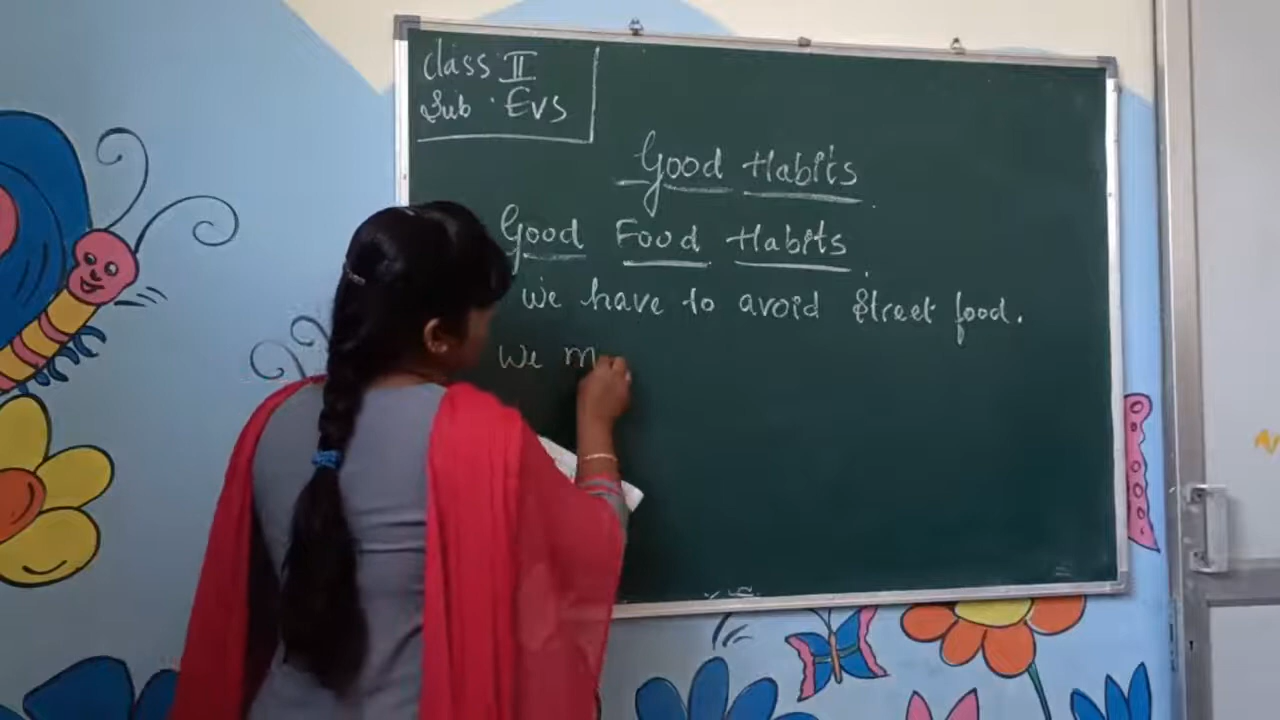 Class II
Sub . EVS
Good Habits
Good Food Habits
We have to avoid Street food.
We m